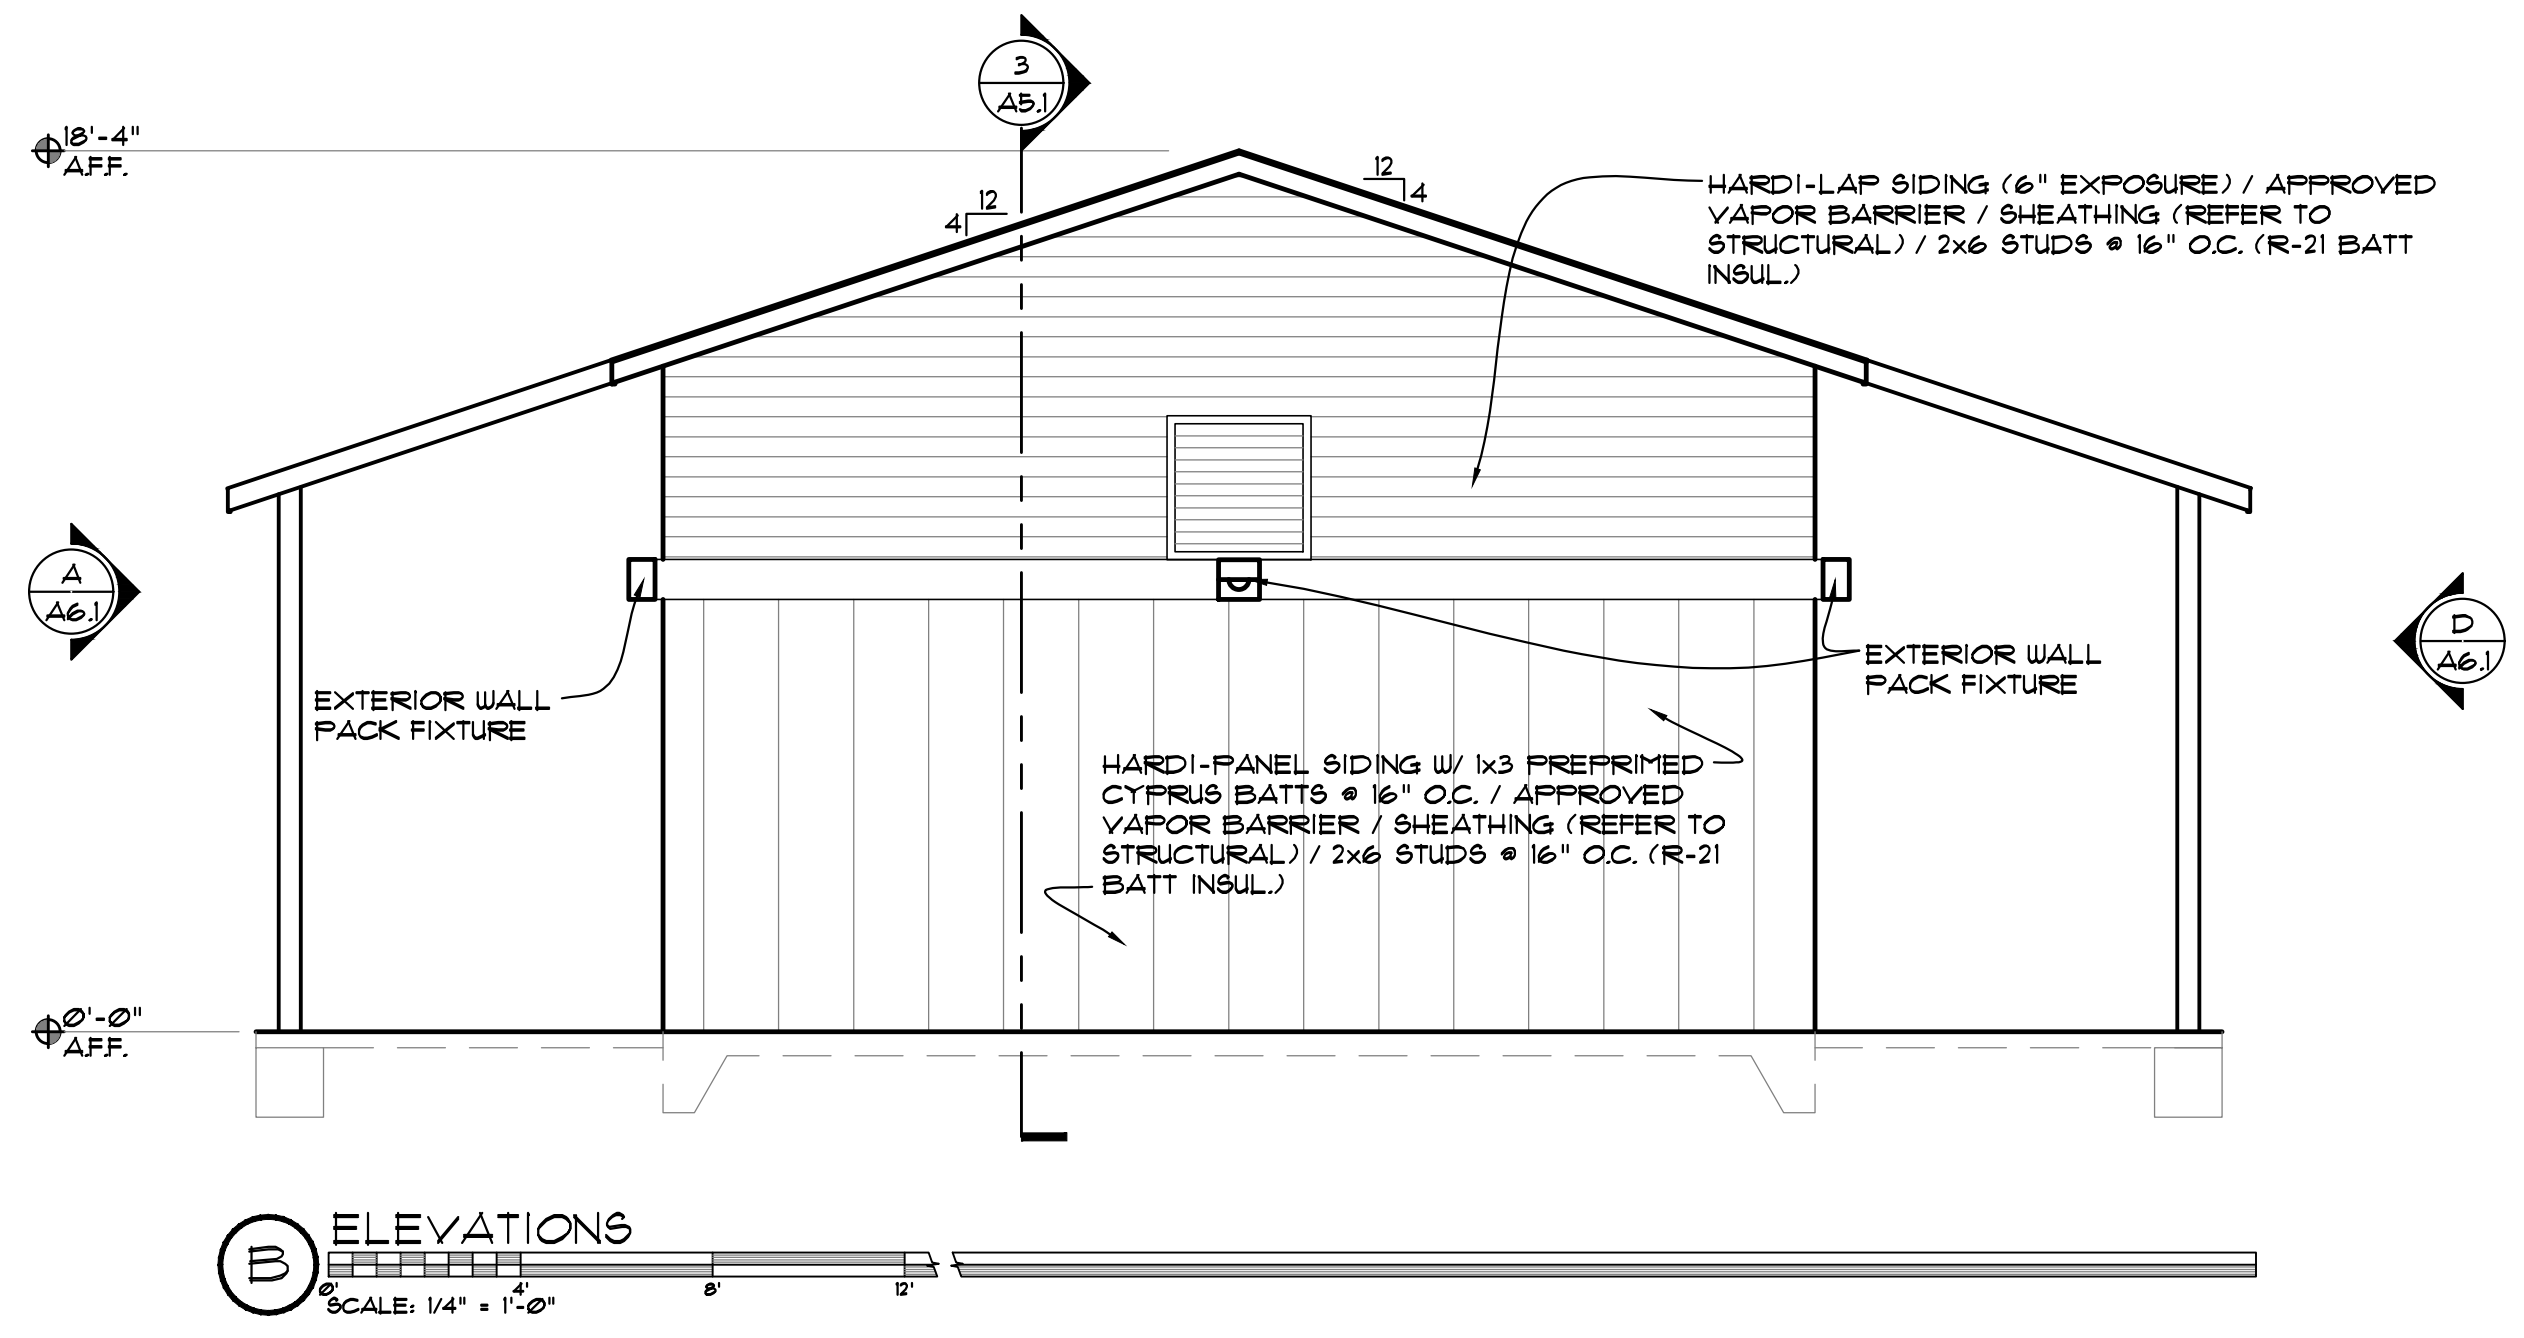 3
A5.1
18'-4"
A.F.F.
12
4
12
4
HARDI-LAP SIDING (6" EXPOSURE) / APPROVED
VAPOR BARRIER / SHEATHING (REFER TO
STRUCTURAL) / 2x6 STUDS @ 16" O.C. (R-21 BATT
INSUL.)
A
A6.1
D
A6.1
EXTERIOR WALL
PACK FIXTURE
EXTERIOR WALL
PACK FIXTURE
HARDI-PANEL SIDING W/ 1x3 PREPRIMED
CYPRUS BATTS @ 16" O.C. / APPROVED
VAPOR BARRIER / SHEATHING (REFER TO
STRUCTURAL) / 2x6 STUDS @ 16" O.C. (R-21
BATT INSUL.)
0'-0"
A.F.F.
B
ELEVATIONS
0' 4' 8' 12'
SCALE: 1/4" = 1'-0"